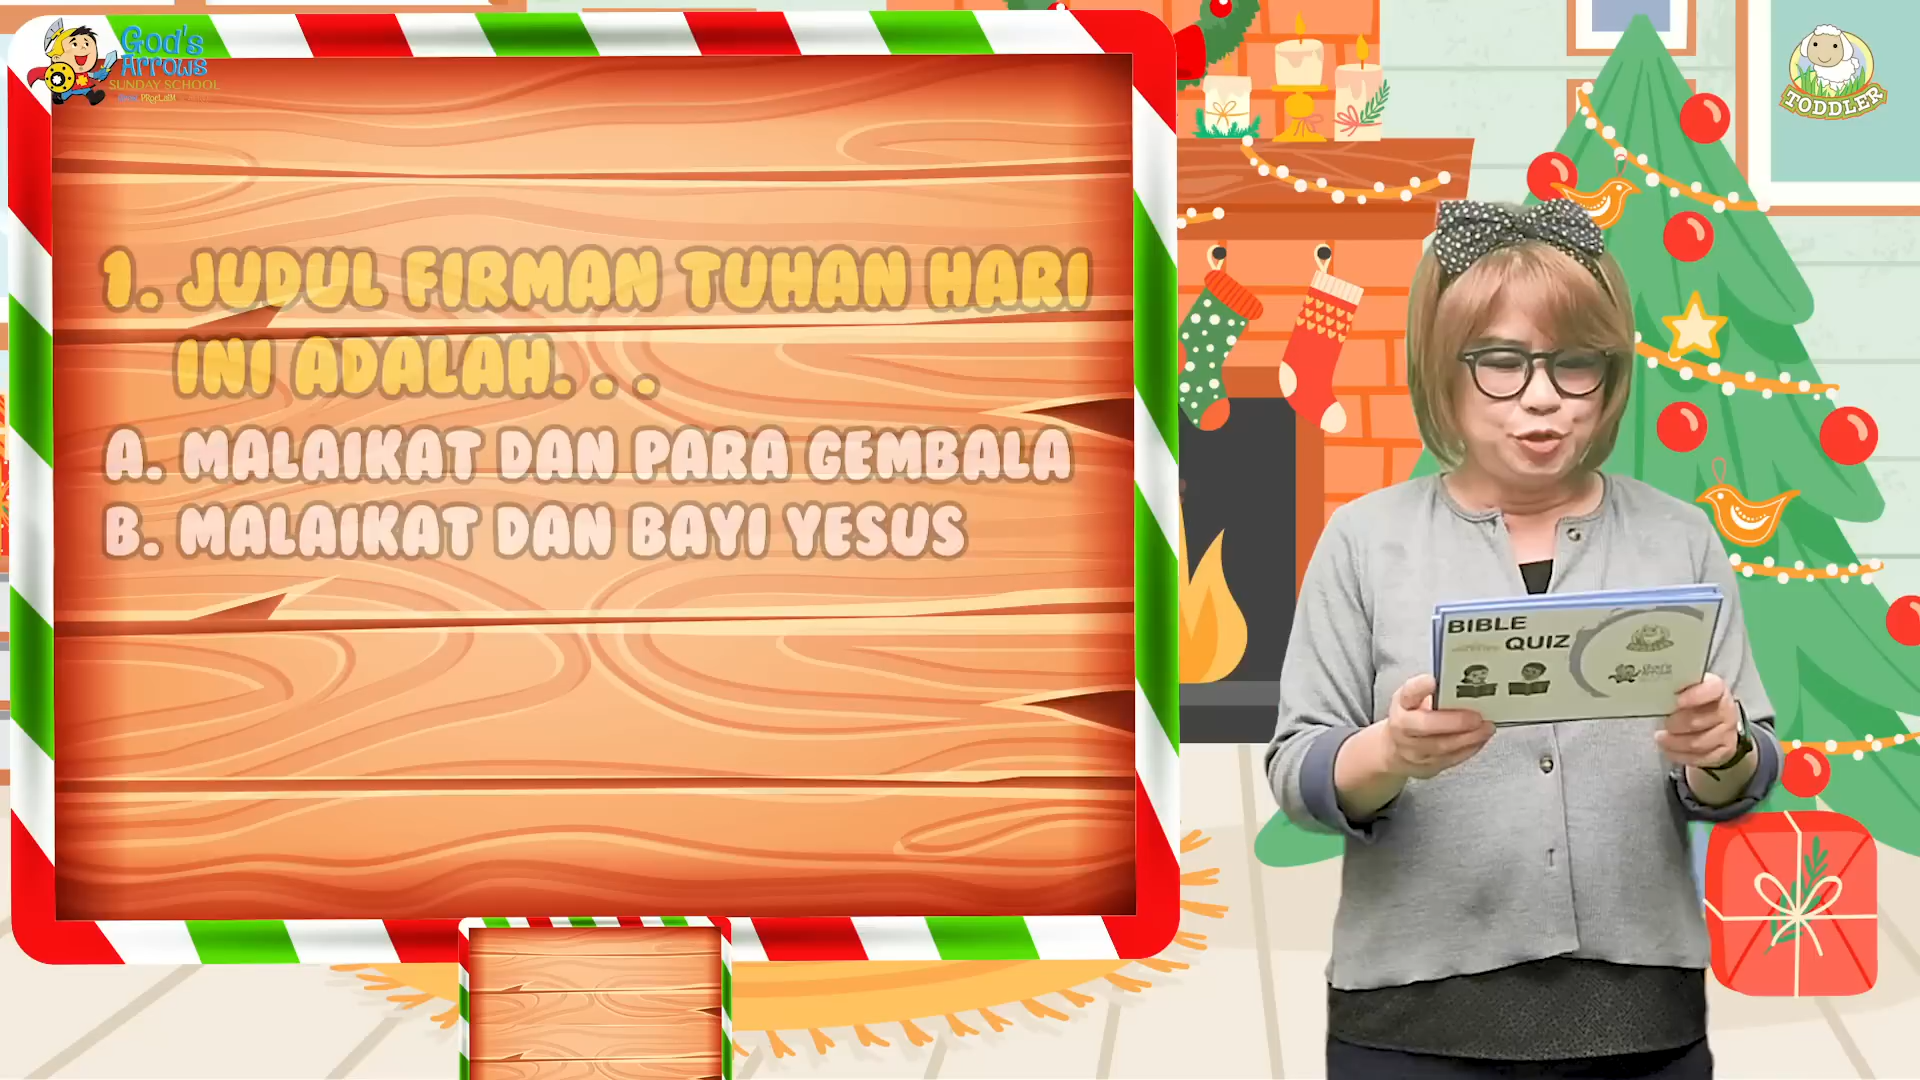 God's
Arrows
SUNDAY SCHOOL
TODDLER
1. JUDUL FIRMAN TUHAN HARI
INI ADALAH. . .
A. MALAIKAT DAN PARA GEMBALA
B. MALAIKAT DAN BAYI YESUS
BIBLE
QUIZ